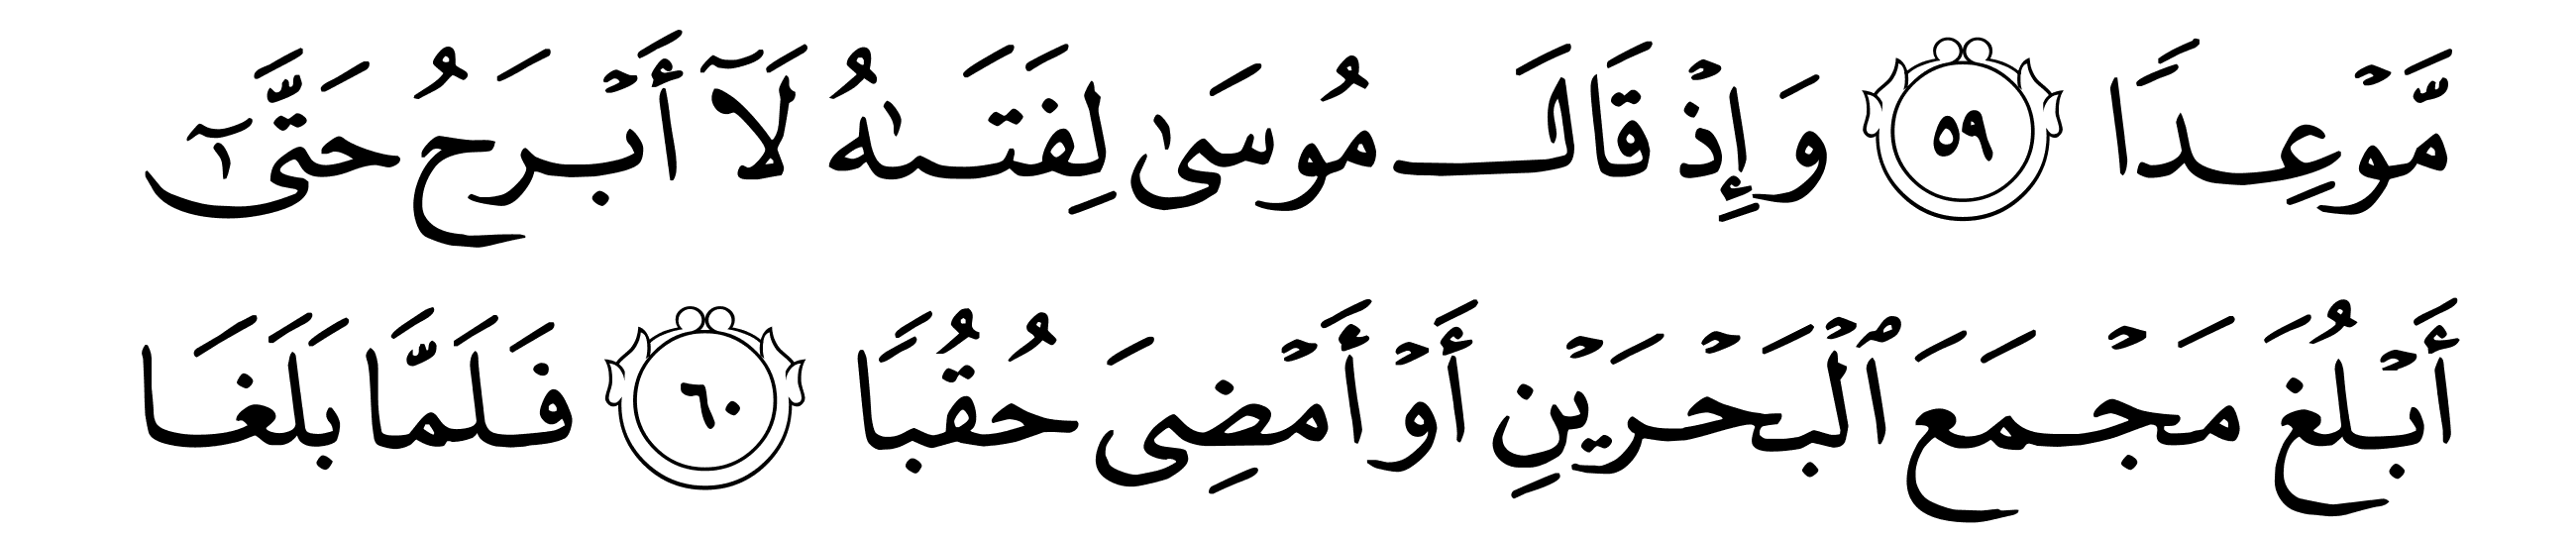 مَّوْعِدًا ٥٩ وَإِذْ قَالَ مُوسَىٰ لِفَتَىٰهُ لَآ أَبْرَحُ حَتَّىٰٓ
أَبْلُغَ مَجْمَعَ ٱلْبَحْرَيْنِ أَوْ أَمْضِىَ حُقُبًا ٦٠ فَلَمَّا بَلَغَا